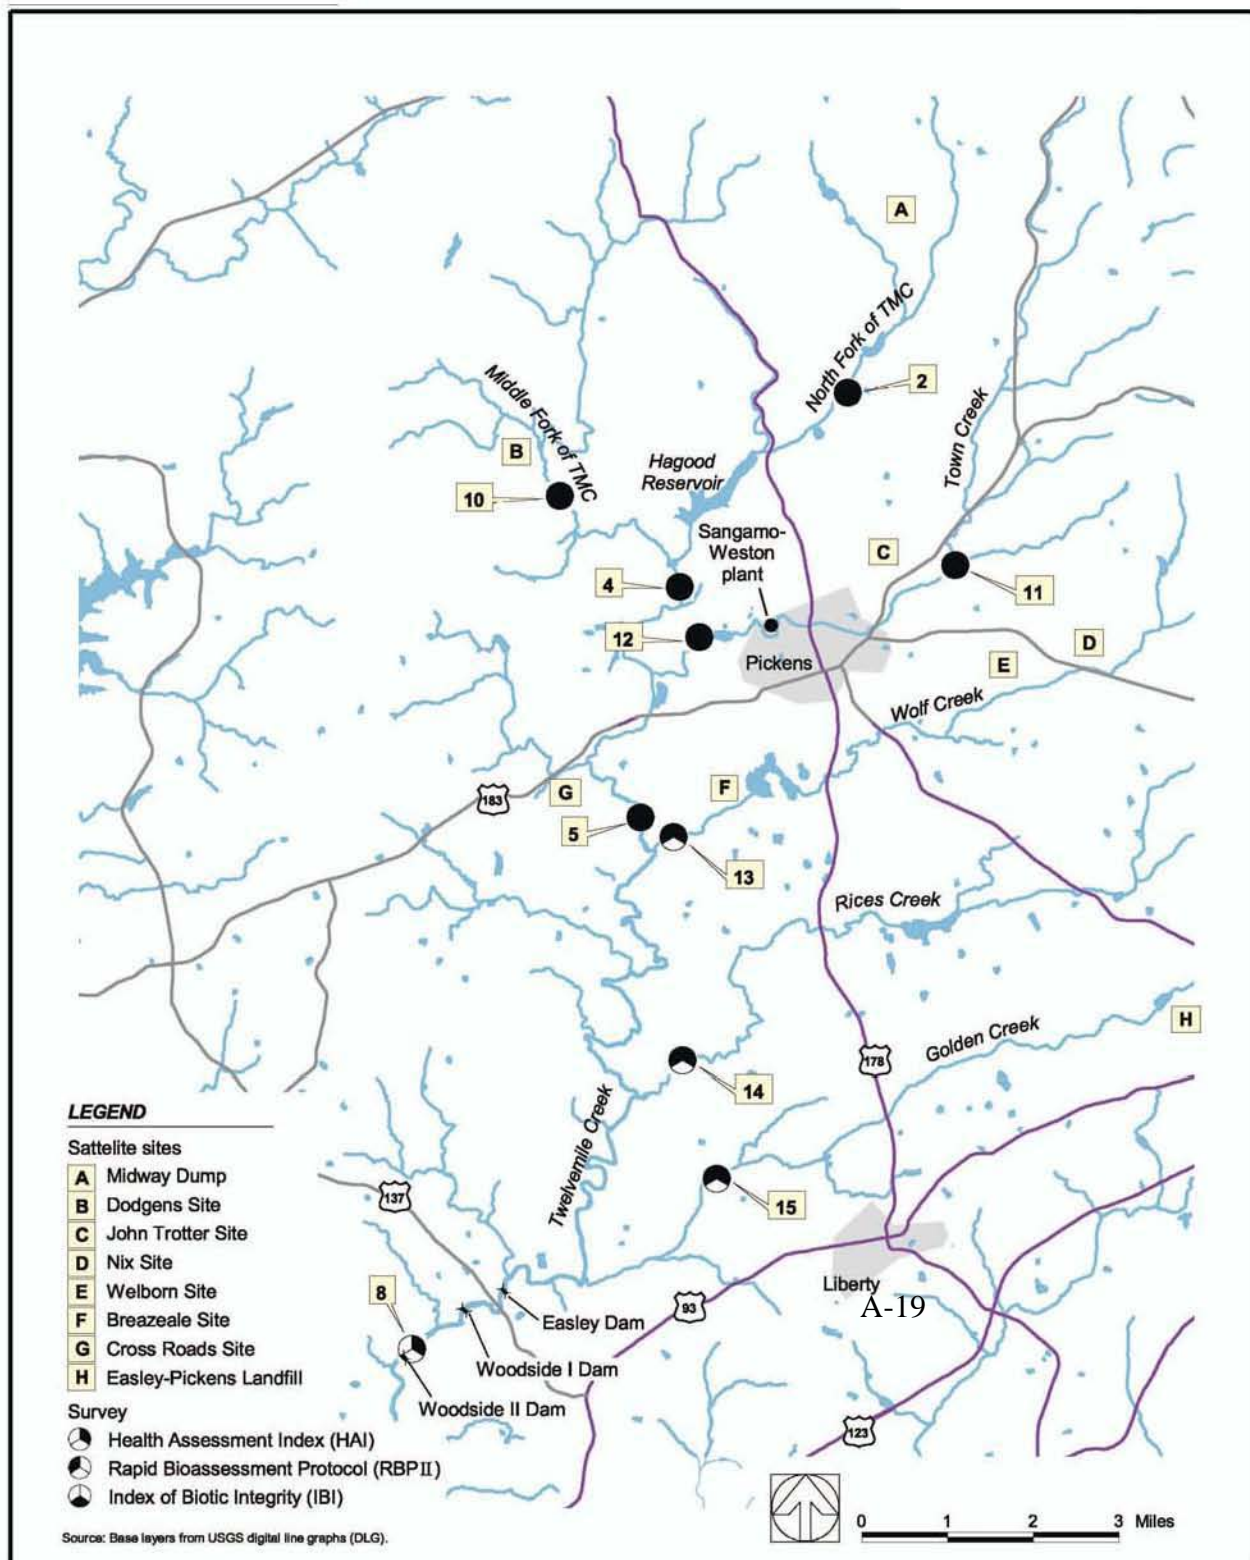 A
North Fork of TMC
2
Middle Fork of TMC
Town Creek
B
Hagood
Reservoir
10
Sangamo-
Weston
plant
C
4
11
12
D
Pickens
E
Wolf Creek
F
G
183
5
13
Rices Creek
H
Golden Creek
178
14
LEGEND
Sattelite sites
A Midway Dump
B Dodgens Site
C John Trotter Site
D Nix Site
E Welborn Site
F Breazeale Site
G Cross Roads Site
H Easley-Pickens Landfill
Survey
Health Assessment Index (HAI)
Rapid Bioassessment Protocol (RBPII)
Index of Biotic Integrity (IBI)
Source: Base layers from USGS digital line graphs (DLG).
137
Twelvemile Creek
15
8
Liberty
A-19
93
Easley Dam
Woodside I Dam
Woodside II Dam
123
0 1 2 3 Miles